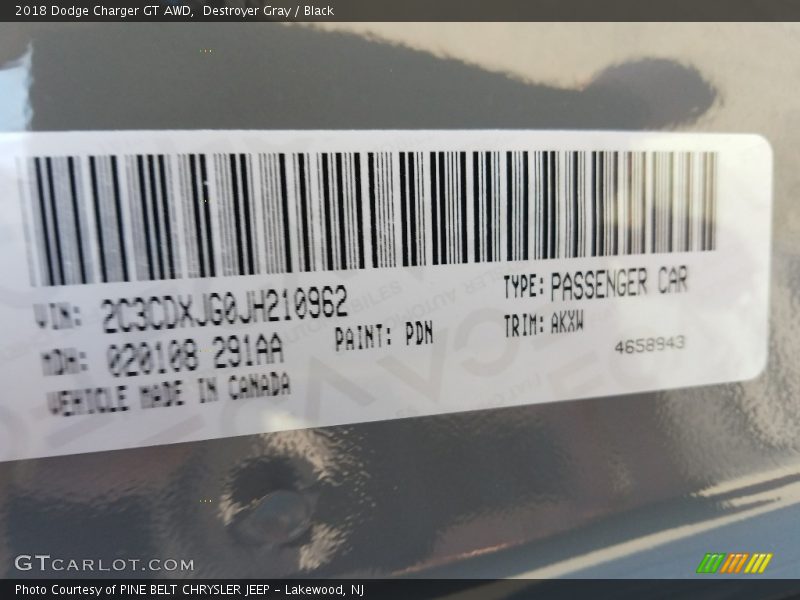 2018 Dodge Charger GT AWD,  Destroyer Gray / Black
VIN: 2C3CDXJG0JH210962
TYPE: PASSENGER CAR
MDH: 020108 291AA
PAINT: PDN
TRIM: AKXW
4658943
VEHICLE MADE IN CANADA
GTCARLOT.COM
Photo Courtesy of PINE BELT CHRYSLER JEEP - Lakewood, NJ